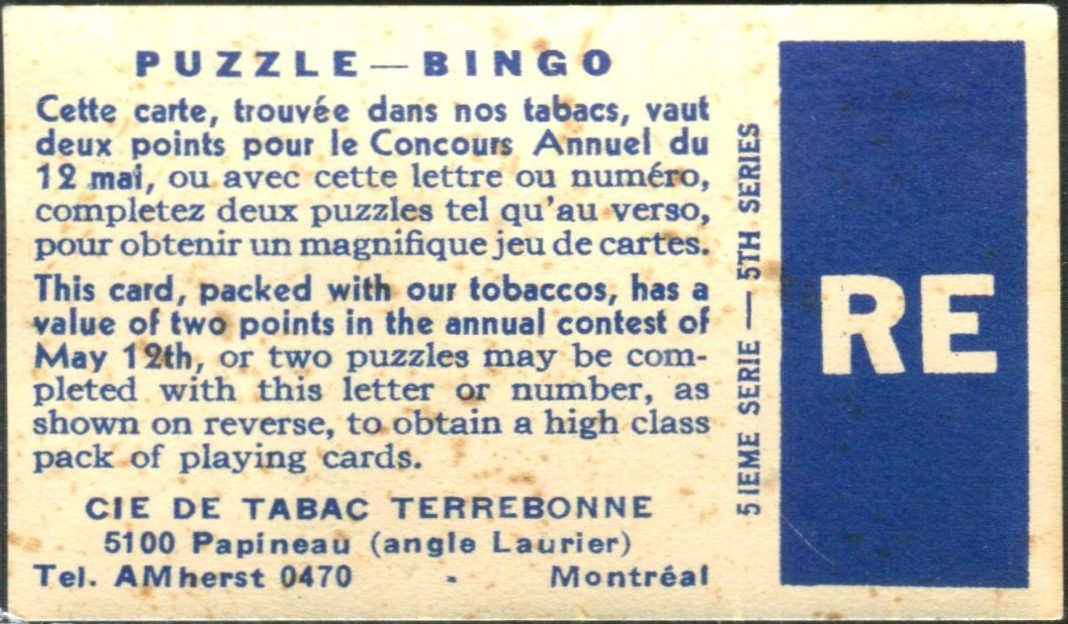 PUZZLE—BINGO
Cette carte, trouvée dans nos tabacs, vaut
deux points pour le Concours Annuel du
12 mai, ou avec cette lettre ou numéro,
completez deux puzzles tel qu'au verso,
pour obtenir un magnifique jeu de cartes.
This card, packed with our tobaccos, has a
value of two points in the annual contest of
May 12th, or two puzzles may be com-
pleted with this letter or number, as
shown on reverse, to obtain a high class
pack of playing cards.
CIE DE TABAC TERREBONNE
5100 Papineau (angle Laurier)
Tel. AMherst 0470 - Montréal
5 IEME SERIE — 5TH SERIES
RE